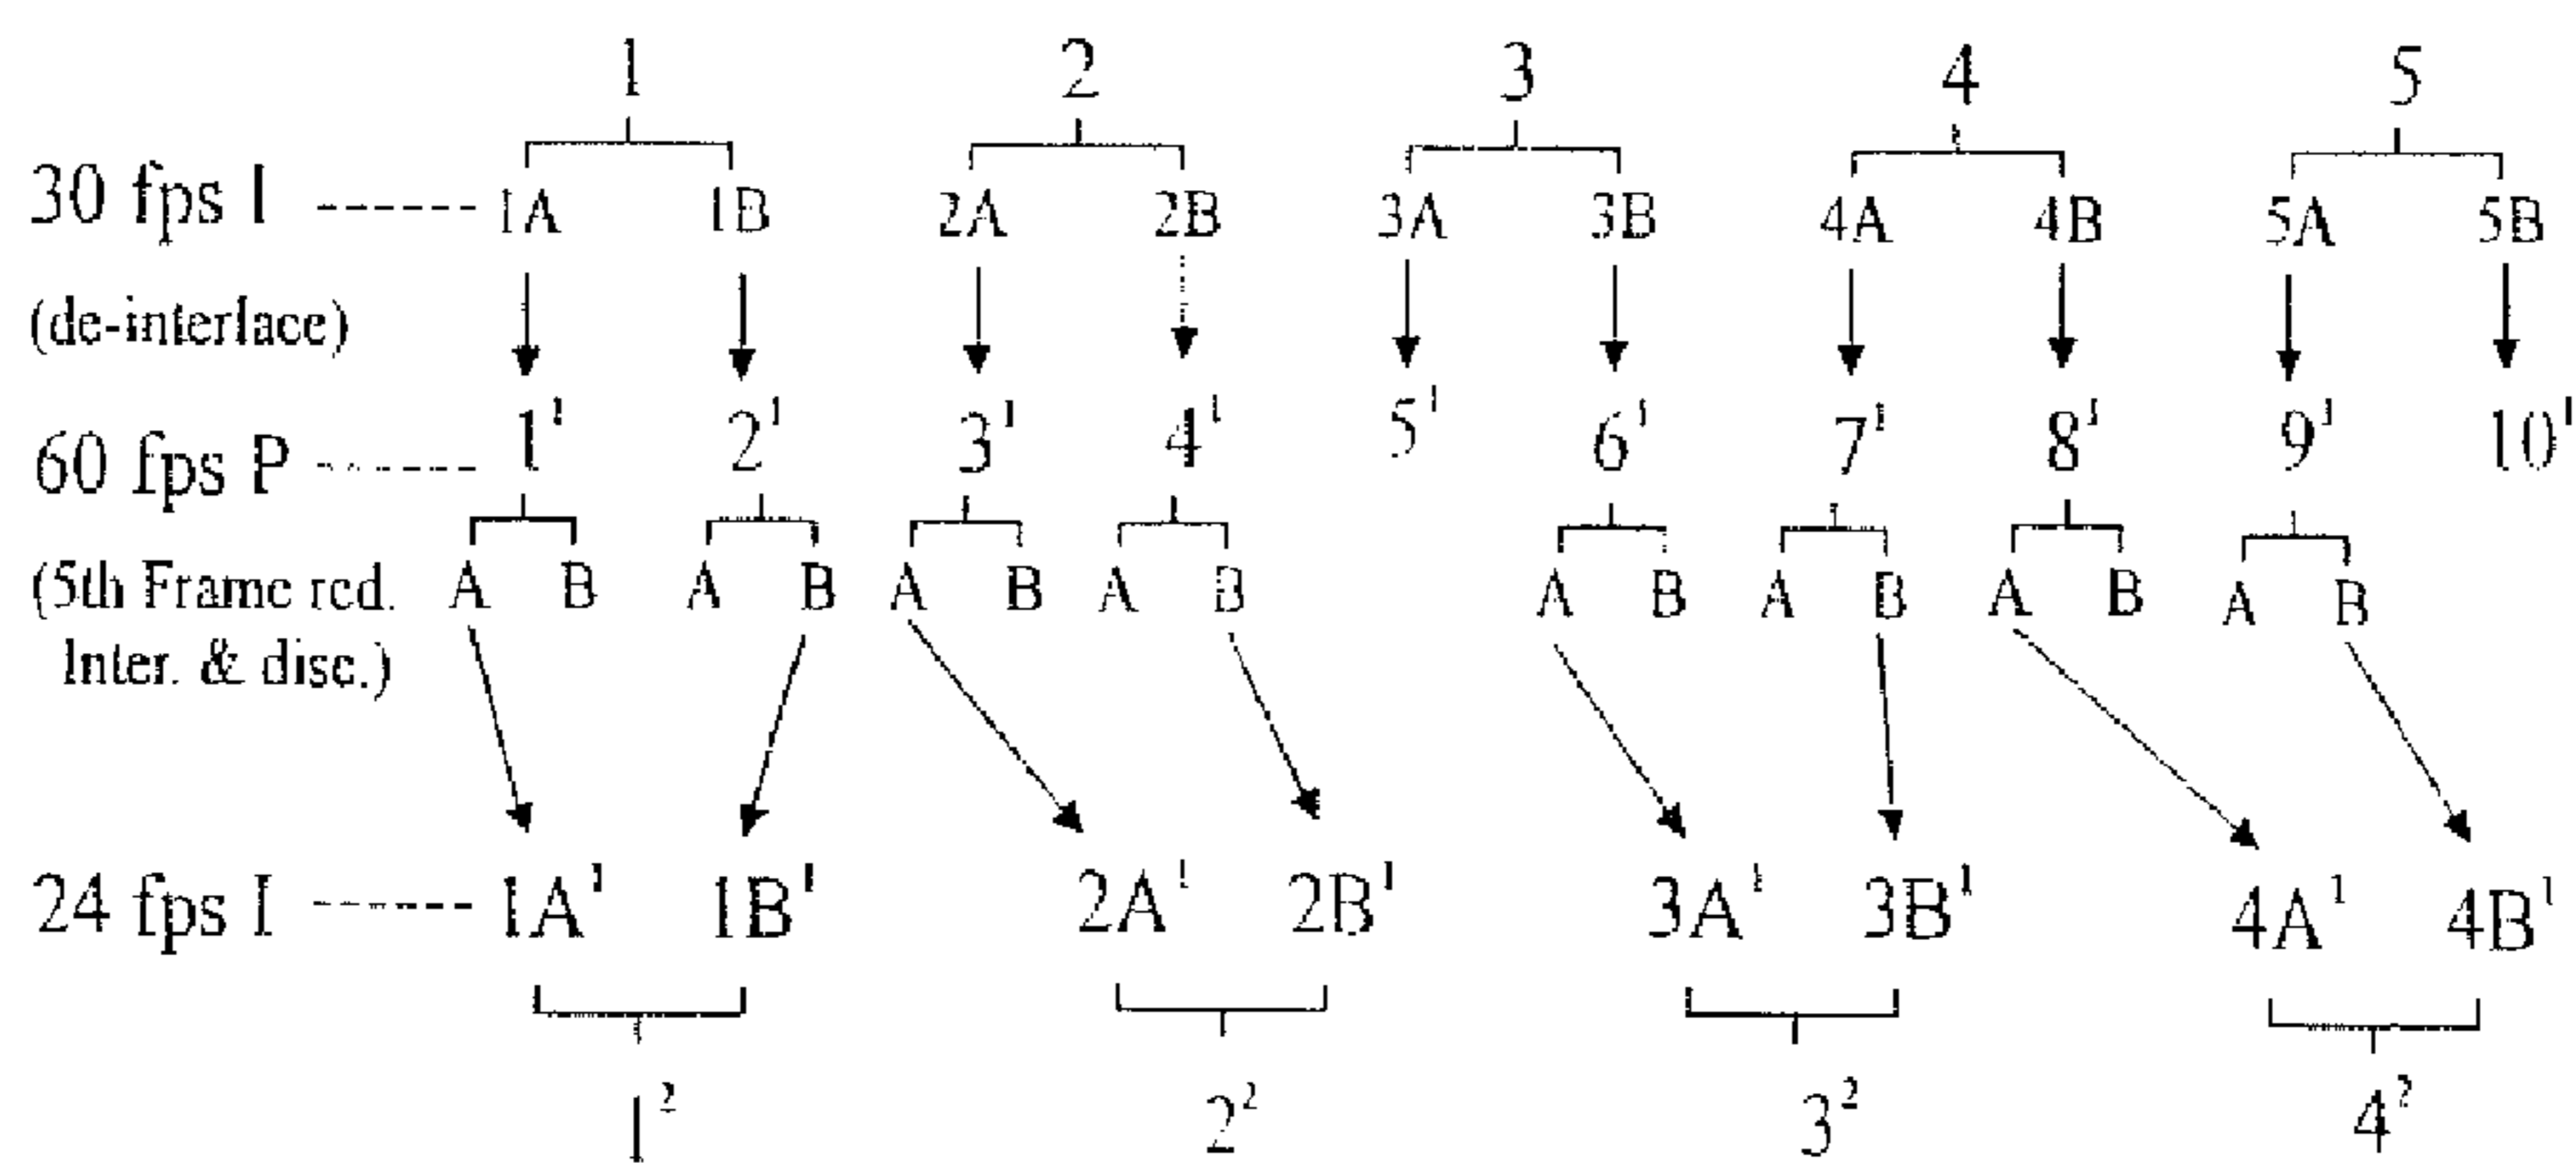 1 2 3 4 5
30 fps I 1A 1B 2A 2B 3A 3B 4A 4B 5A 5B
(de-interlace)
60 fps P 1¹ 2¹ 3¹ 4¹ 5¹ 6¹ 7¹ 8¹ 9¹ 10¹
(5th Frame red. A B A B A B A B A B A B A B A B
Inter. & disc.)
24 fps I 1A¹ 1B¹ 2A¹ 2B¹ 3A¹ 3B¹ 4A¹ 4B¹
1² 2² 3² 4²